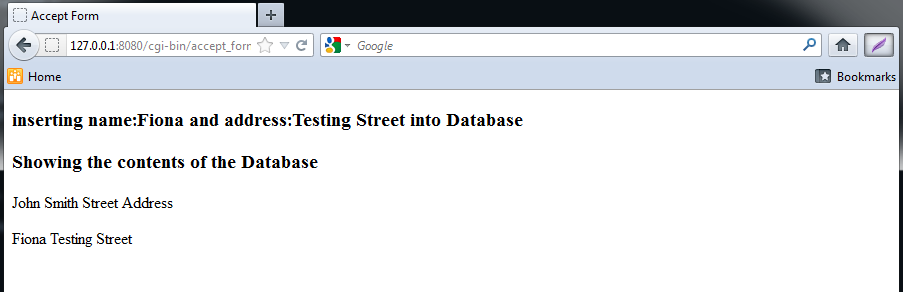 Accept Form
127.0.0.1:8080/cgi-bin/accept_forr
Google
Home
Bookmarks
inserting name:Fiona and address:Testing Street into Database
Showing the contents of the Database
John Smith Street Address
Fiona Testing Street